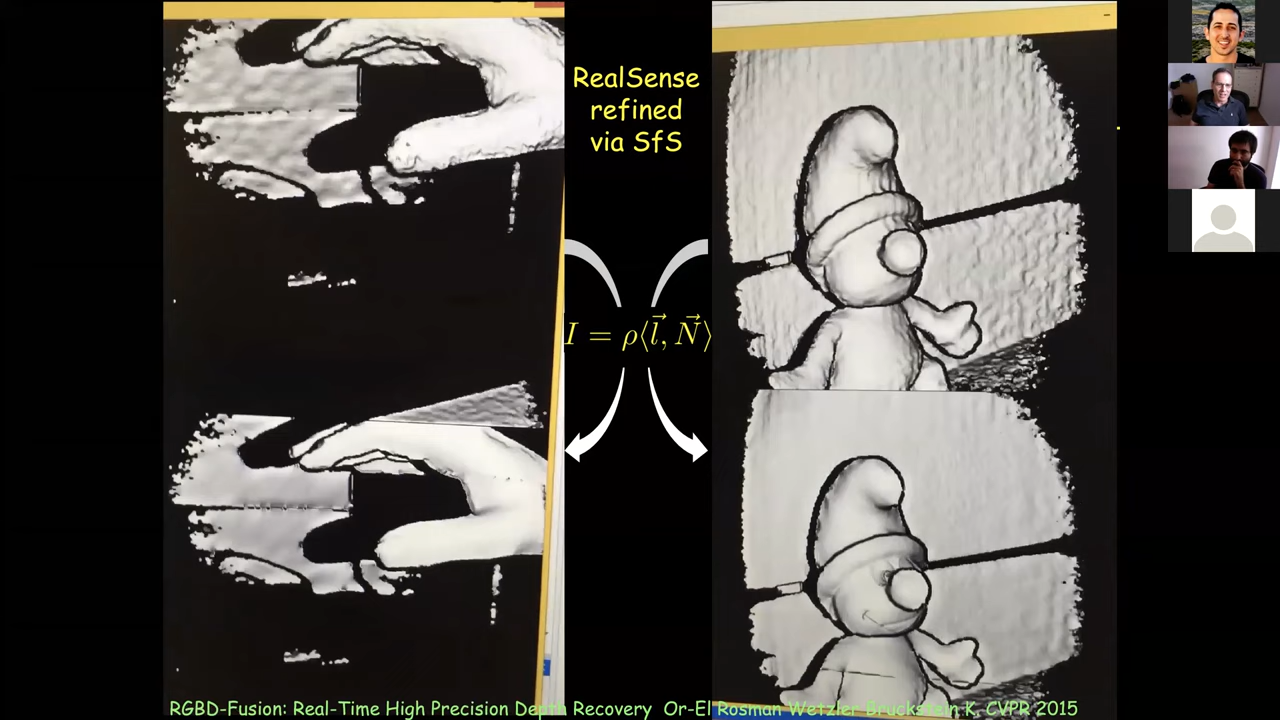 RealSense
refined
via SfS
I = ρ⟨l⃗, N⃗⟩
RGBD-Fusion: Real-Time High Precision Depth Recovery Or-El Rosman Wetzler Bruckstein K, CVPR 2015